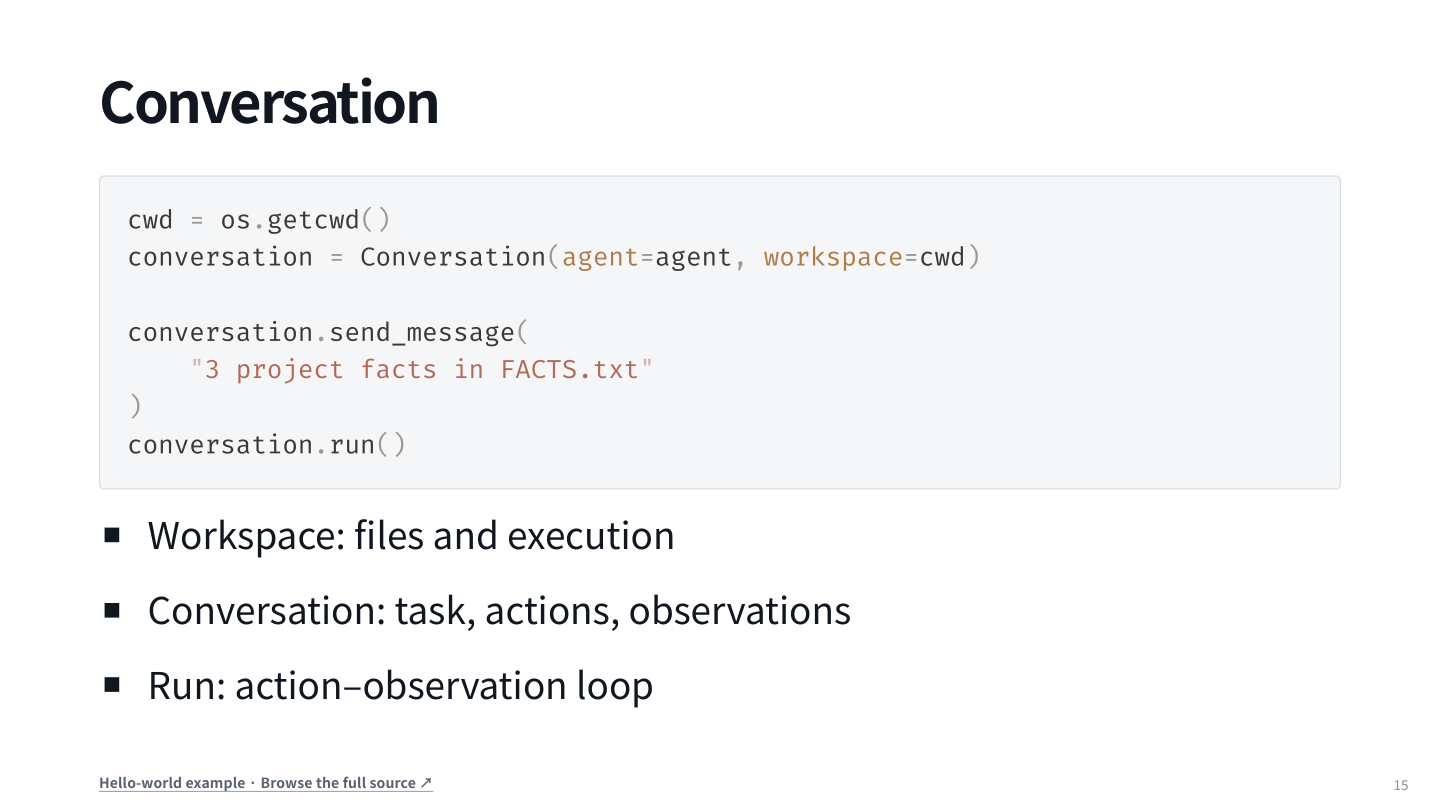 Conversation
cwd = os.getcwd()
conversation = Conversation(agent=agent, workspace=cwd)

conversation.send_message(
    "3 project facts in FACTS.txt"
)
conversation.run()
■ Workspace: files and execution
■ Conversation: task, actions, observations
■ Run: action–observation loop
Hello-world example · Browse the full source ↗
15